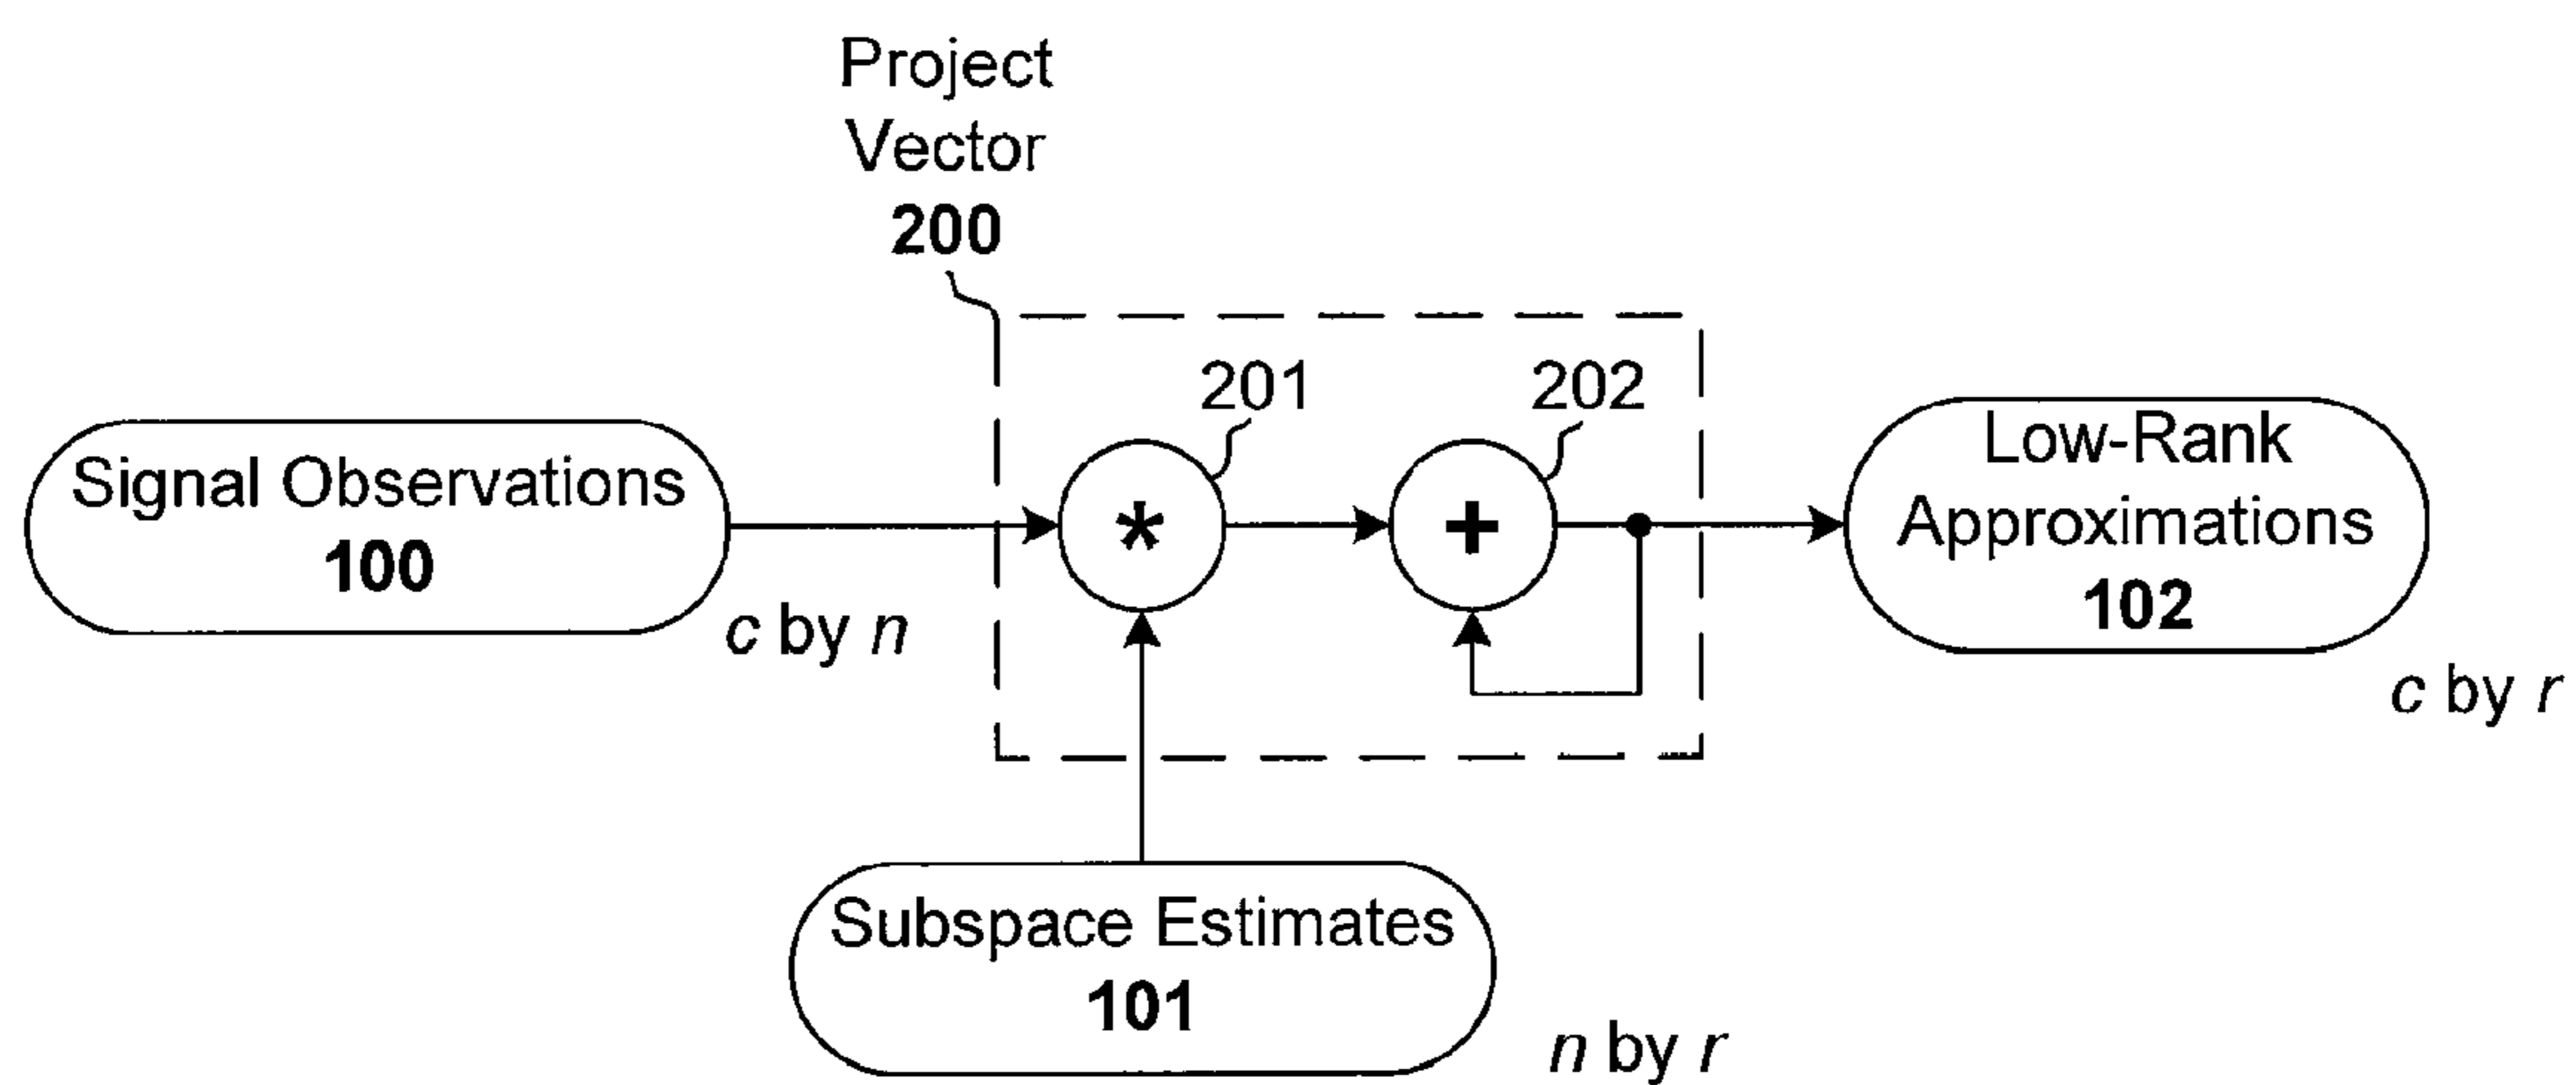 Project
Vector
200
201
202
*
+
Signal Observations
100
c by n
Low-Rank
Approximations
102
c by r
Subspace Estimates
101
n by r